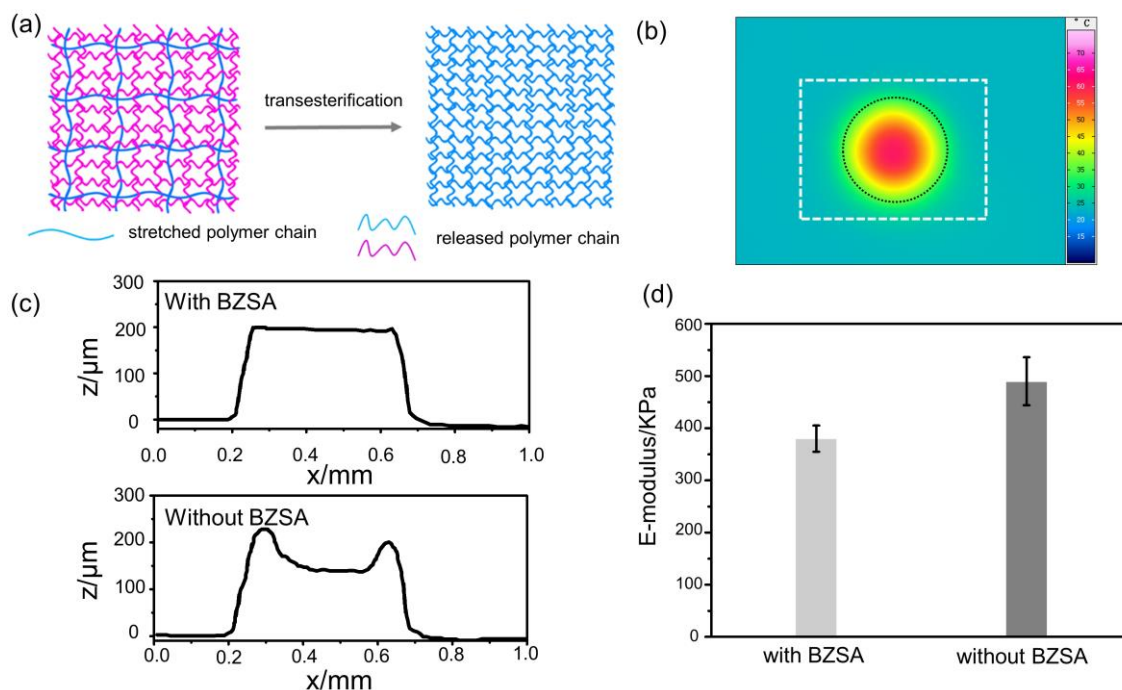 (a)
transesterification
stretched polymer chain
released polymer chain
(b)
° C
70
65
60
55
50
45
40
35
30
25
20
15
(c)
300
With BZSA
200
100
0
z/μm
0.0 0.2 0.4 0.6 0.8 1.0
x/mm
300
Without BZSA
200
100
0
z/μm
0.0 0.2 0.4 0.6 0.8 1.0
x/mm
(d)
600
500
400
300
200
100
0
E-modulus/KPa
with BZSA without BZSA